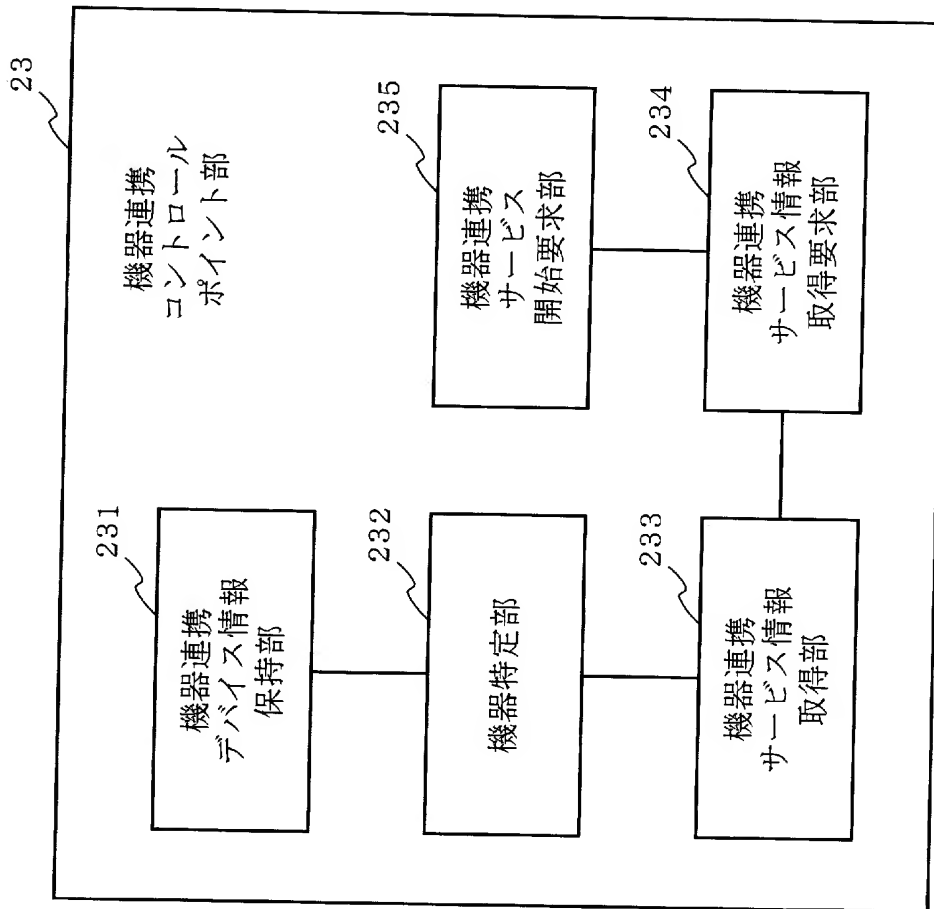 23
機器連携
コントロール
ポイント部
231
機器連携
デバイス情報
保持部
232
機器特定部
233
機器連携
サービス情報
取得部
234
機器連携
サービス情報
取得要求部
235
機器連携
サービス
開始要求部